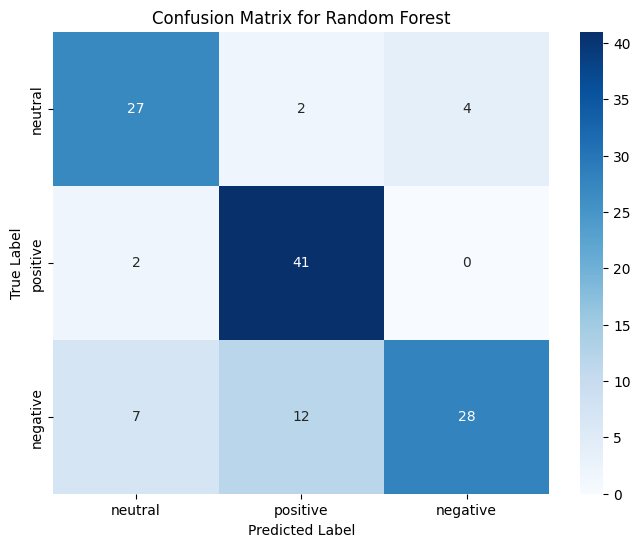 Confusion Matrix for Random Forest
True Label
neutral
27
2
4
positive
2
41
0
negative
7
12
28
neutral
positive
negative
Predicted Label
40
35
30
25
20
15
10
5
0